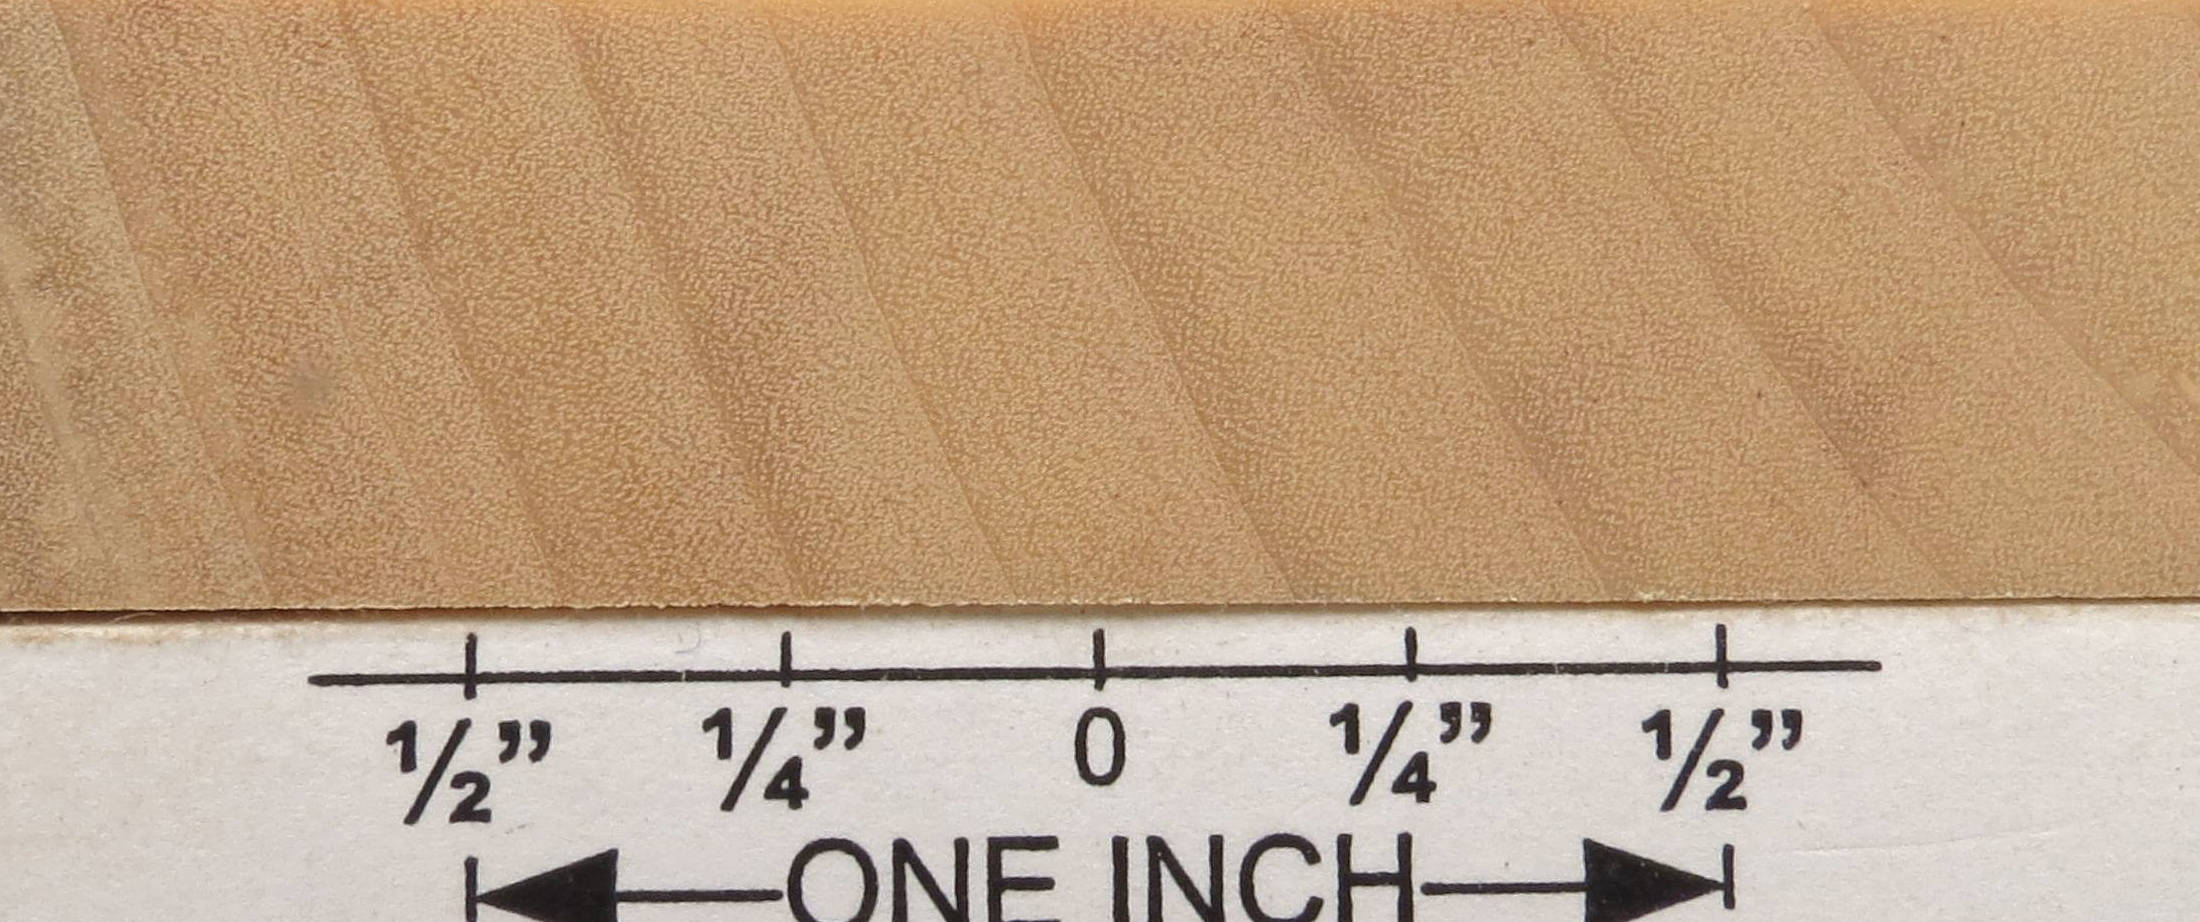 ½” ¼” 0 ¼” ½”
ONE INCH